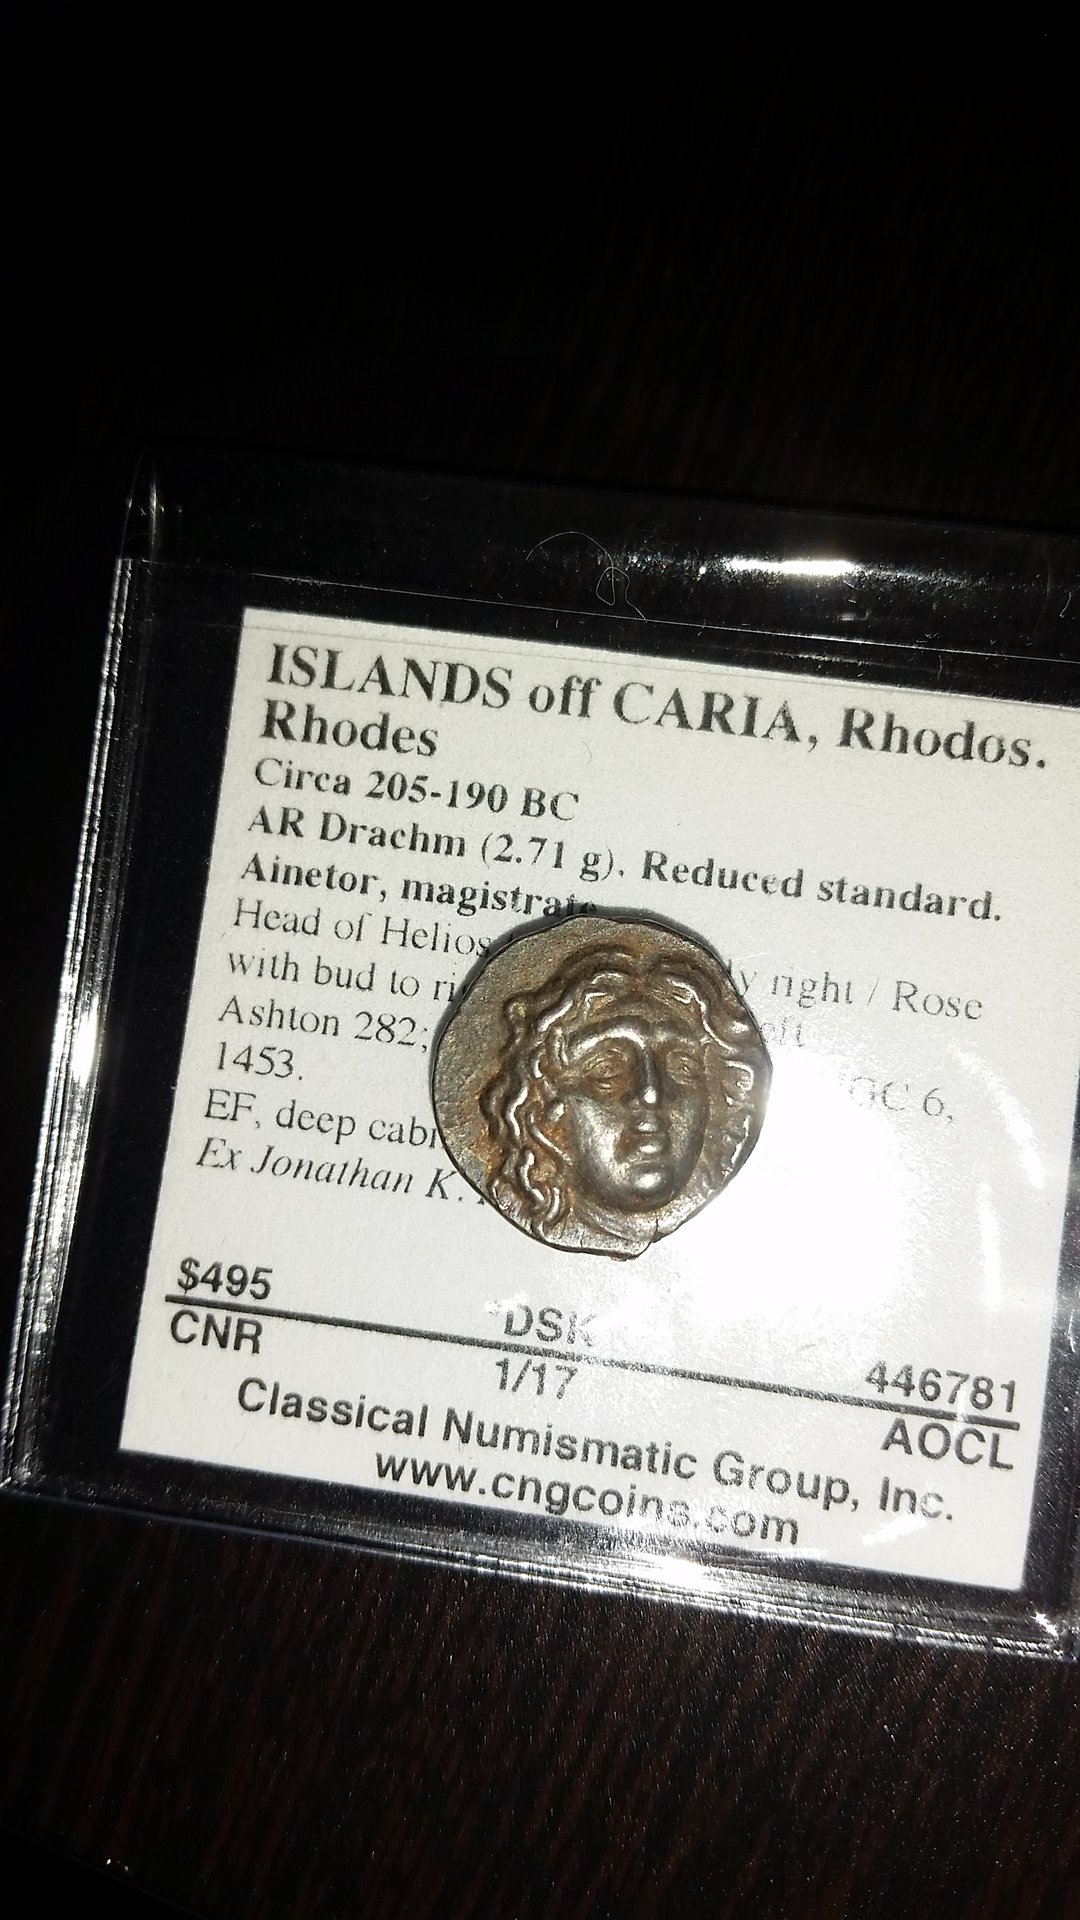 ISLANDS off CARIA, Rhodos.
Rhodes
Circa 205-190 BC
AR Drachm (2.71 g). Reduced standard.
Ainetor, magistrate
Head of Helios right / Rose
with bud to
Ashton 282; 6,
1453.
EF, deep
Ex Jonathan K.
$495 DSK 446781
CNR 1/17 AOCL
Classical Numismatic Group, Inc.
www.cngcoins.com